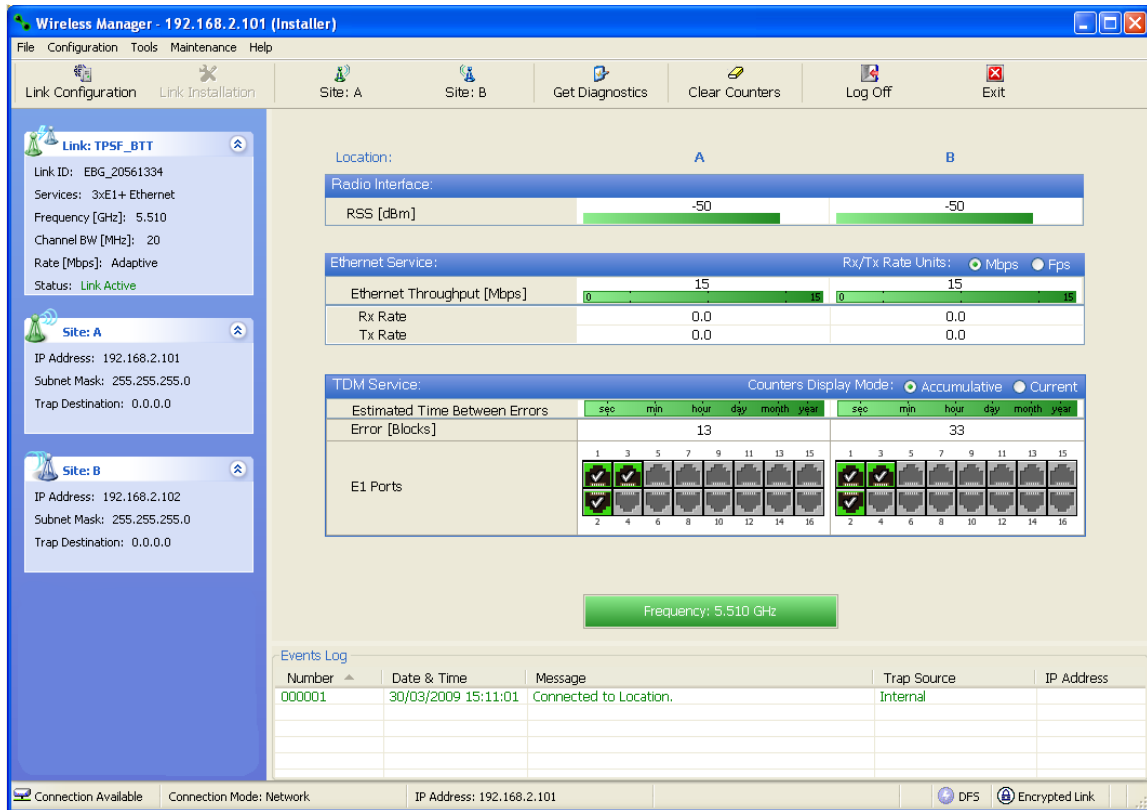 Wireless Manager - 192.168.2.101 (Installer)
File Configuration Tools Maintenance Help
Link Configuration Link Installation Site: A Site: B Get Diagnostics Clear Counters Log Off Exit
Link: TPSF_BTT
Link ID: EBG_20561334
Services: 3xE1+ Ethernet
Frequency [GHz]: 5.510
Channel BW [MHz]: 20
Rate [Mbps]: Adaptive
Status: Link Active
Site: A
IP Address: 192.168.2.101
Subnet Mask: 255.255.255.0
Trap Destination: 0.0.0.0
Site: B
IP Address: 192.168.2.102
Subnet Mask: 255.255.255.0
Trap Destination: 0.0.0.0
Location: A B
Radio Interface:
RSS [dBm] -50 -50
Ethernet Service: Rx/Tx Rate Units: Mbps Fps
Ethernet Throughput [Mbps] 15 15
0 15 0 15
Rx Rate 0.0 0.0
Tx Rate 0.0 0.0
TDM Service: Counters Display Mode: Accumulative Current
Estimated Time Between Errors sec min hour day month year sec min hour day month year
Error [Blocks] 13 33
1 3 5 7 9 11 13 15 1 3 5 7 9 11 13 15
E1 Ports
2 4 6 8 10 12 14 16 2 4 6 8 10 12 14 16
Frequency: 5.510 GHz
Events Log
Number Date & Time Message Trap Source IP Address
000001 30/03/2009 15:11:01 Connected to Location. Internal
Connection Available Connection Mode: Network IP Address: 192.168.2.101 DFS Encrypted Link